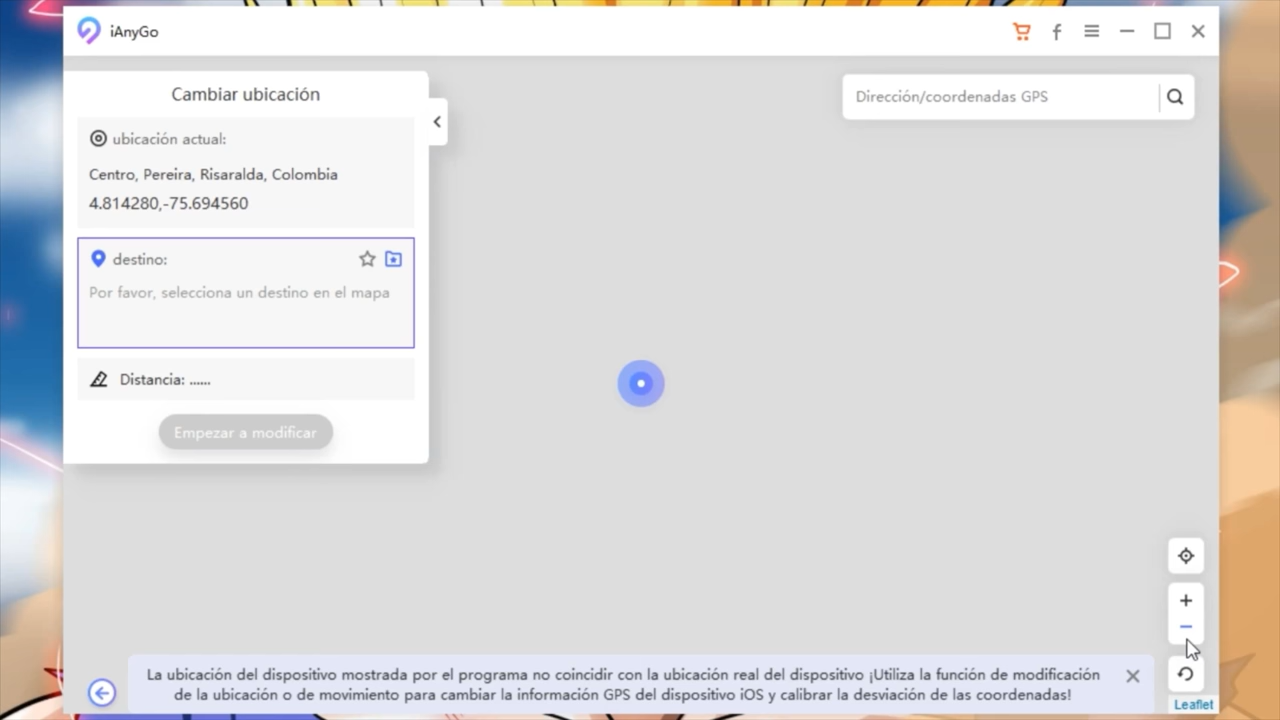 iAnyGo
Cambiar ubicación
ubicación actual:
Centro, Pereira, Risaralda, Colombia
4.814280,-75.694560
destino:
Por favor, selecciona un destino en el mapa
Distancia: ......
Empezar a modificar
Dirección/coordenadas GPS
La ubicación del dispositivo mostrada por el programa no coincidir con la ubicación real del dispositivo ¡Utiliza la función de modificación
de la ubicación o de movimiento para cambiar la información GPS del dispositivo iOS y calibrar la desviación de las coordenadas!
Leaflet